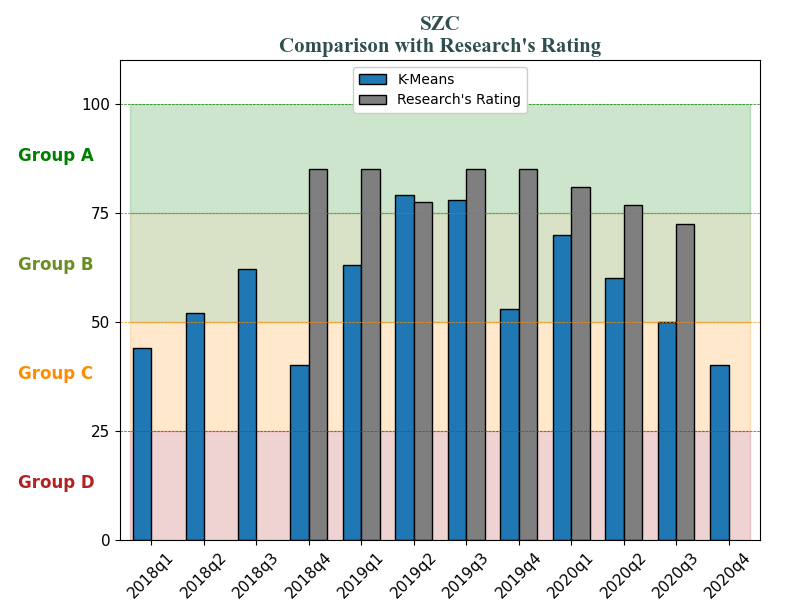 SZC
Comparison with Research's Rating
K-Means
Research's Rating
100
Group A
75
Group B
50
Group C
25
Group D
0
2018q1
2018q2
2018q3
2018q4
2019q1
2019q2
2019q3
2019q4
2020q1
2020q2
2020q3
2020q4